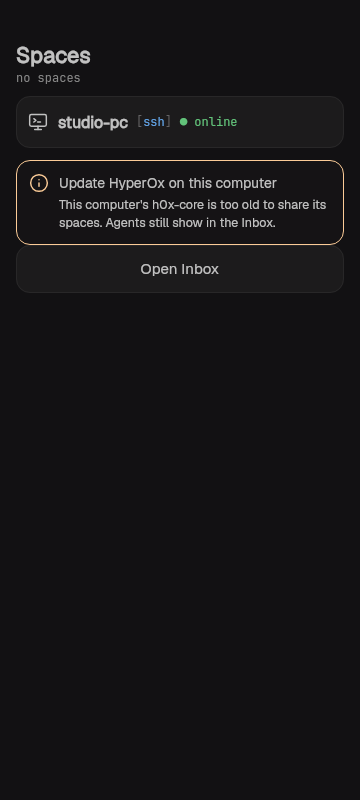 Spaces
no spaces
studio-pc [ssh] ● online
Update HyperOx on this computer
This computer's h0x-core is too old to share its
spaces. Agents still show in the Inbox.
Open Inbox